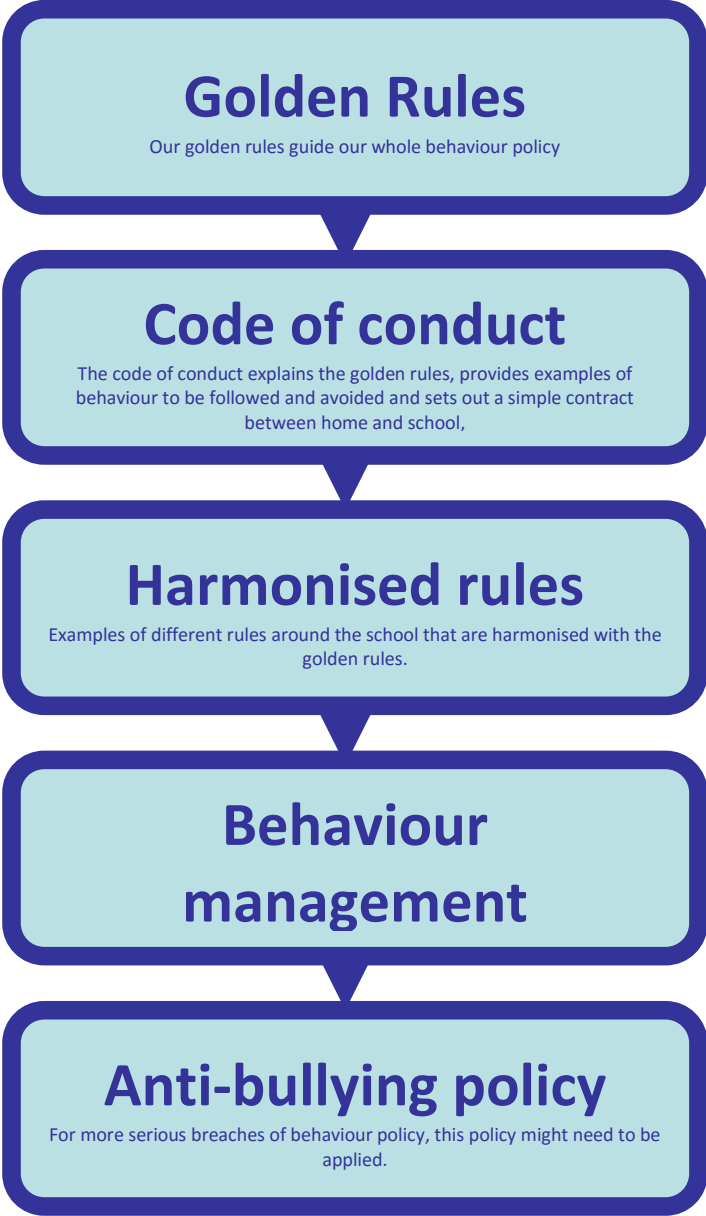 Golden Rules
Our golden rules guide our whole behaviour policy
Code of conduct
The code of conduct explains the golden rules, provides examples of
behaviour to be followed and avoided and sets out a simple contract
between home and school,
Harmonised rules
Examples of different rules around the school that are harmonised with the
golden rules.
Behaviour
management
Anti-bullying policy
For more serious breaches of behaviour policy, this policy might need to be
applied.